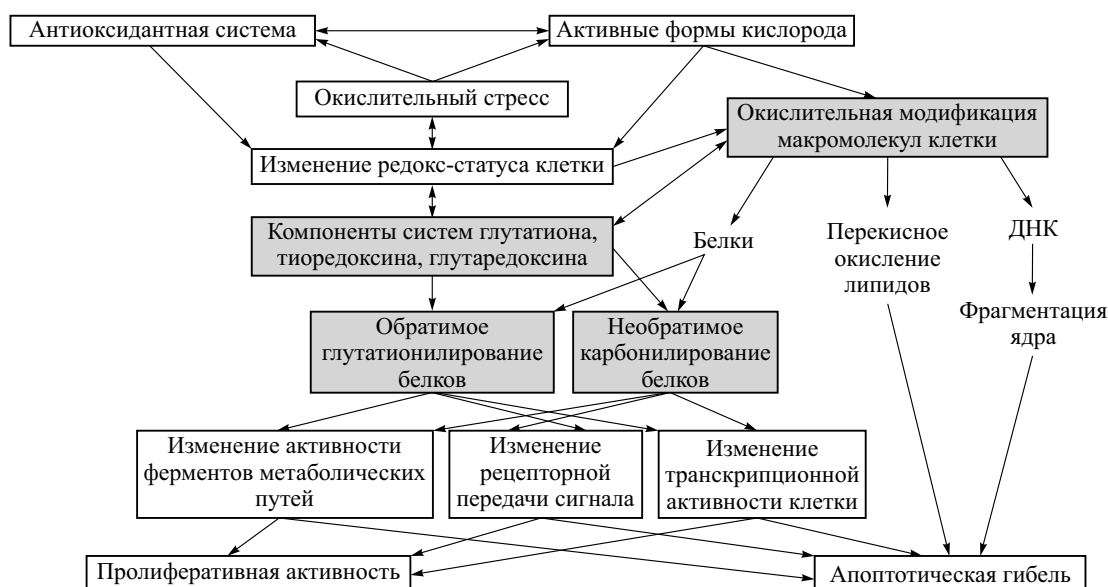 Антиоксидантная система
Активные формы кислорода
Окислительный стресс
Окислительная модификация
макромолекул клетки
Изменение редокс-статуса клетки
Компоненты систем глутатиона,
тиоредоксина, глутаредоксина
Белки
Перекисное
окисление
липидов
ДНК
Фрагментация
ядра
Обратимое
глутатионилирование
белков
Необратимое
карбонилирование
белков
Изменение активности
ферментов метаболических
путей
Изменение
рецепторной
передачи сигнала
Изменение
транскрипционной
активности клетки
Пролиферативная активность
Апоптотическая гибель